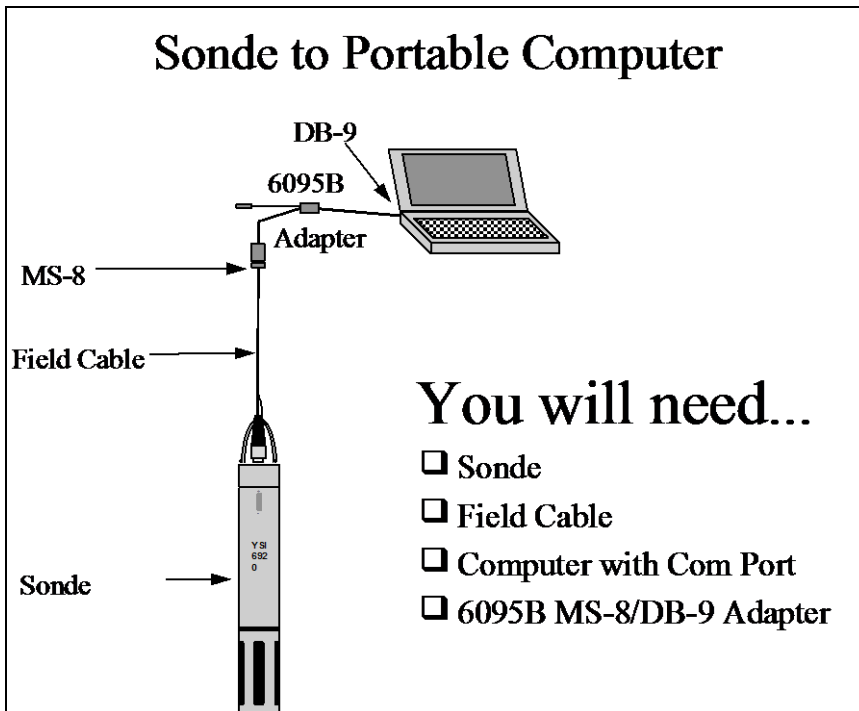 Sonde to Portable Computer
DB-9
6095B
Adapter
MS-8
Field Cable
Sonde
YSI
692
0
You will need...
Sonde
Field Cable
Computer with Com Port
6095B MS-8/DB-9 Adapter